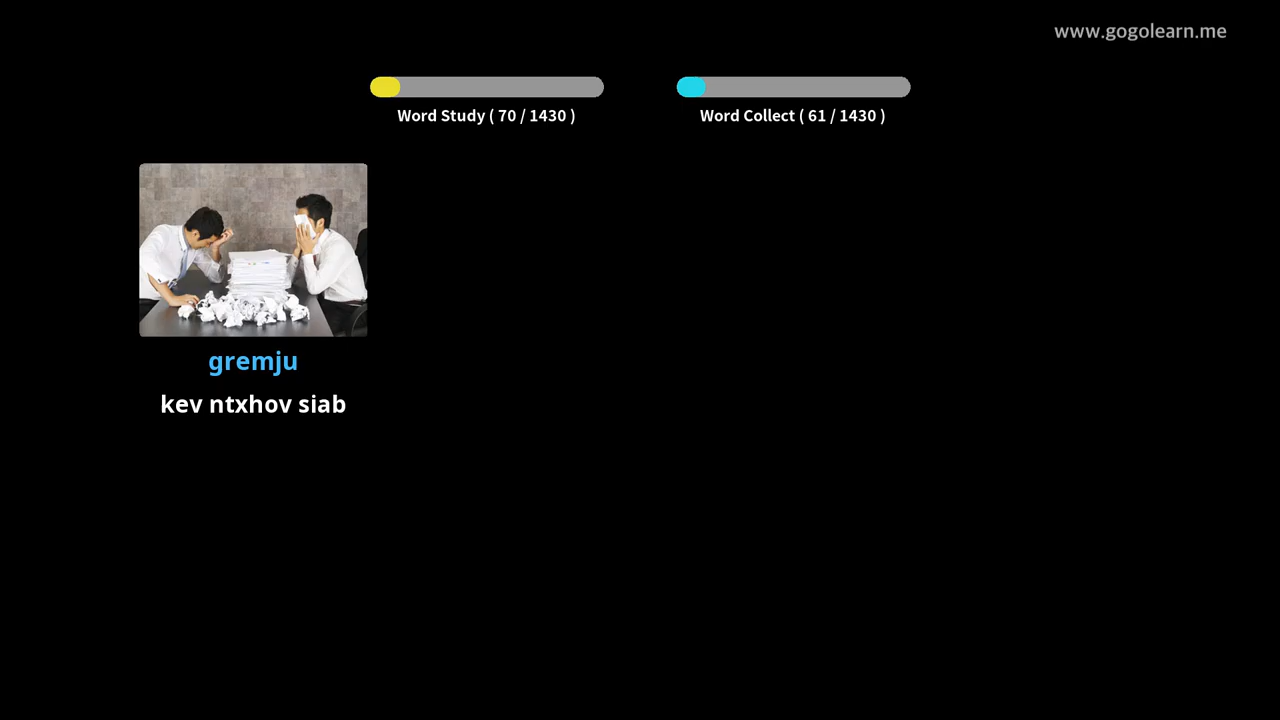 www.gogolearn.me
Word Study ( 70 / 1430 )
Word Collect ( 61 / 1430 )
gremju
kev ntxhov siab